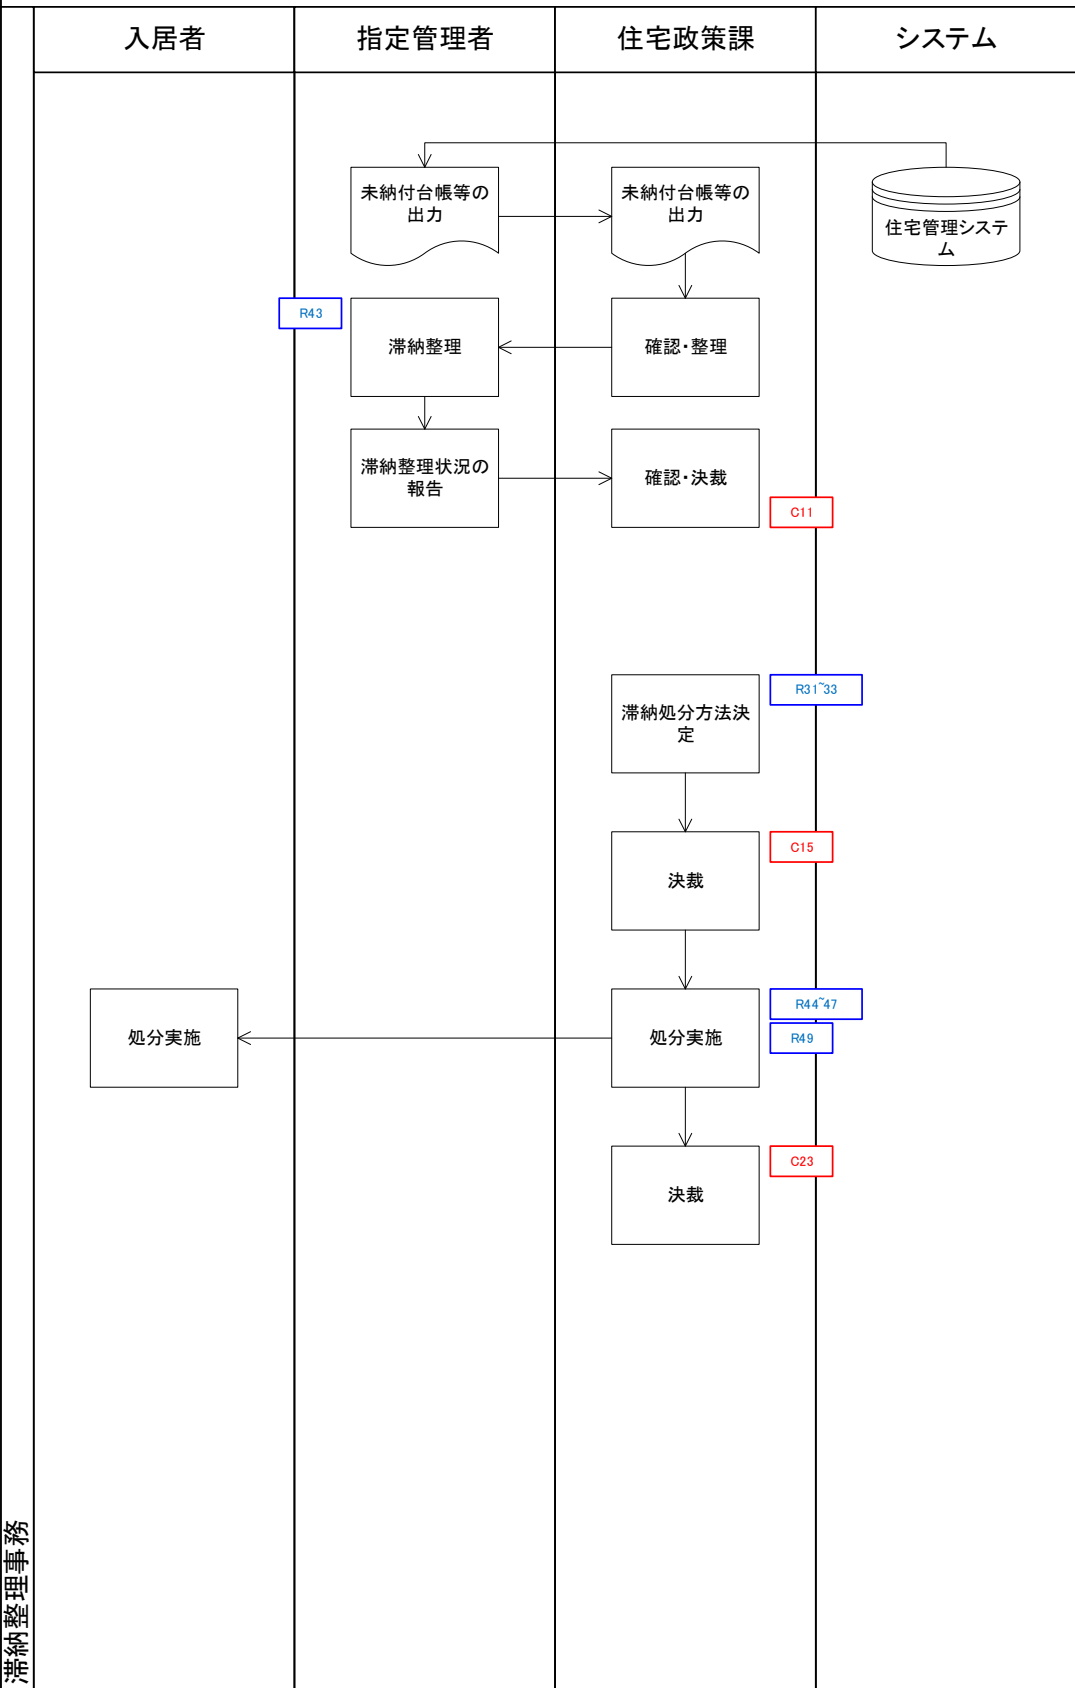 入居者
指定管理者
住宅政策課
システム
未納付台帳等の
出力
未納付台帳等の
出力
住宅管理システ
ム
R43
滞納整理
確認・整理
滞納整理状況の
報告
確認・決裁
C11
滞納処分方法決
定
R31~33
決裁
C15
処分実施
処分実施
R44~47
R49
決裁
C23
滞納整理事務